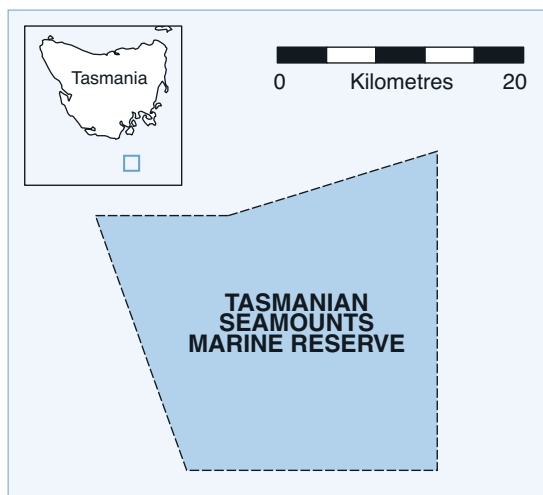 Tasmania
0 Kilometres 20
TASMANIAN
SEAMOUNTS
MARINE RESERVE